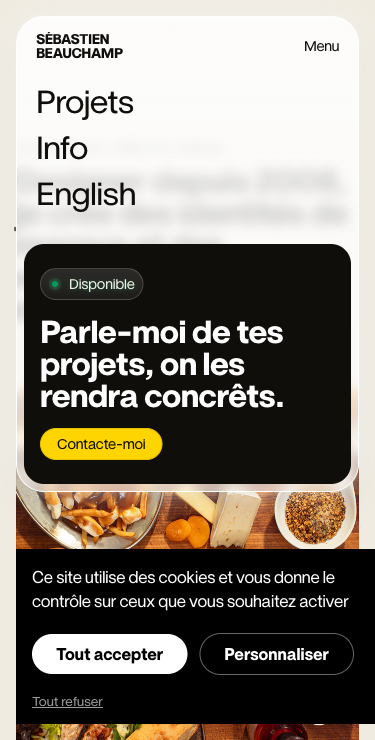 SÉBASTIEN
BEAUCHAMP
Menu
Projets
Info
English
Disponible
Parle-moi de tes
projets, on les
rendra concrêts.
Contacte-moi
Ce site utilise des cookies et vous donne le
contrôle sur ceux que vous souhaitez activer
Tout accepter
Personnaliser
Tout refuser